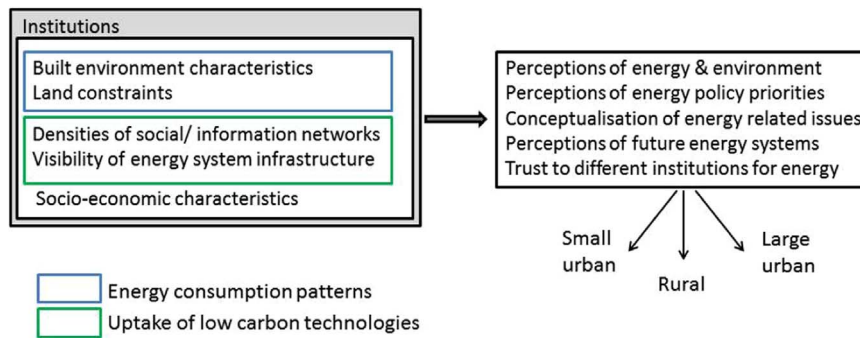 Institutions
Built environment characteristics
Land constraints
Densities of social/ information networks
Visibility of energy system infrastructure
Socio-economic characteristics
Perceptions of energy & environment
Perceptions of energy policy priorities
Conceptualisation of energy related issues
Perceptions of future energy systems
Trust to different institutions for energy
Small
urban
Rural
Large
urban
Energy consumption patterns
Uptake of low carbon technologies